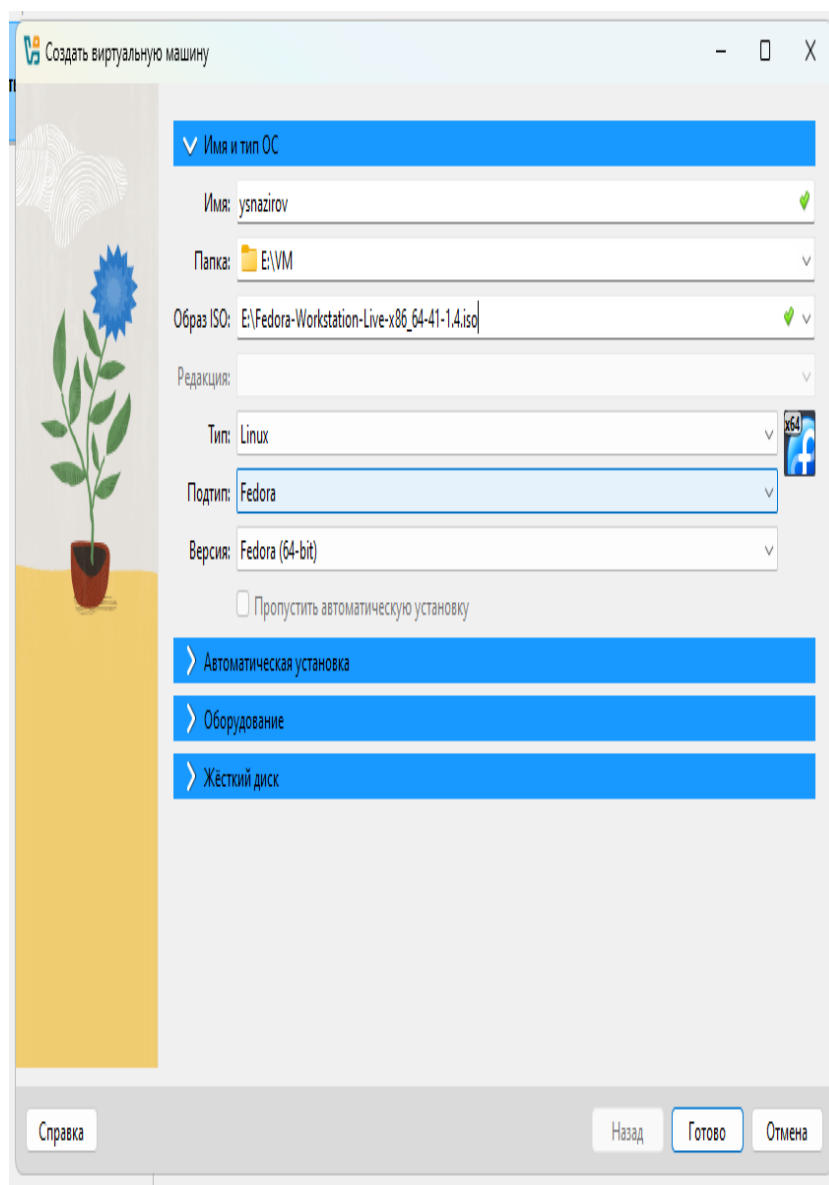 Создать виртуальную машину
Имя и тип ОС
Имя: ysnazirov
Папка: E:\VM
Образ ISO: E:\Fedora-Workstation-Live-x86_64-41-1.4.iso
Редакция:
Тип: Linux
x64
Подтип: Fedora
Версия: Fedora (64-bit)
Пропустить автоматическую установку
Автоматическая установка
Оборудование
Жёсткий диск
Справка Назад Готово Отмена